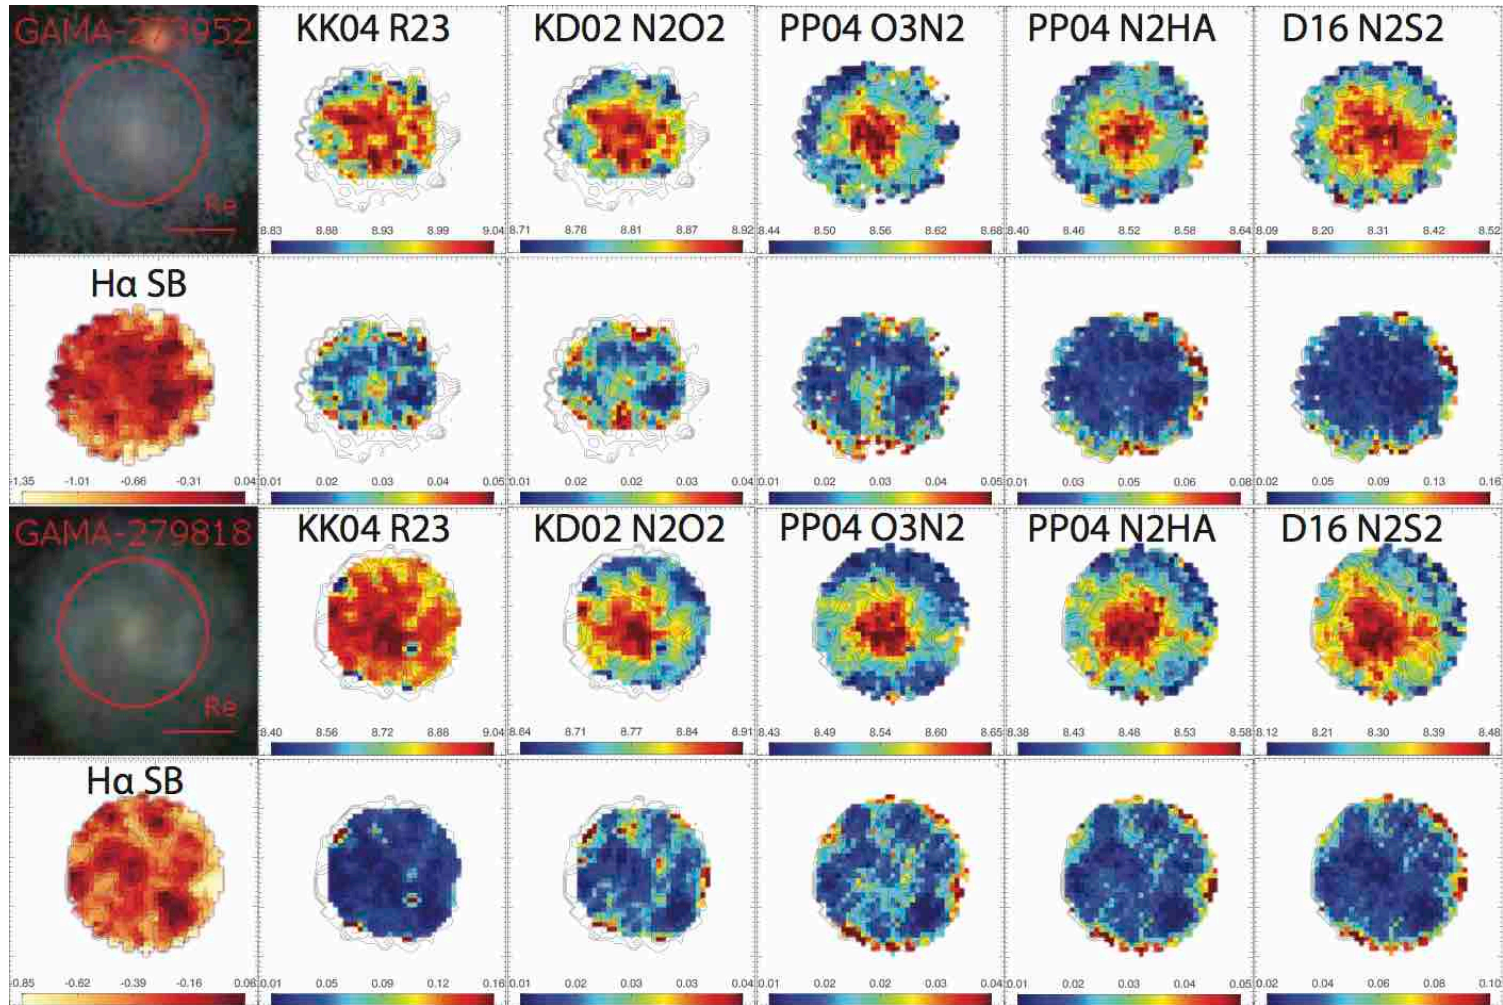 GAMA-273952 KK04 R23 KD02 N2O2 PP04 O3N2 PP04 N2HA D16 N2S2
Re
8.83 8.88 8.93 8.99 9.04 8.71 8.76 8.81 8.87 8.92 8.44 8.50 8.56 8.62 8.68 8.40 8.46 8.52 8.58 8.64 8.09 8.20 8.31 8.42 8.52
Hα SB
-1.35 -1.01 -0.66 -0.31 0.04 0.01 0.02 0.03 0.04 0.05 0.01 0.02 0.02 0.03 0.04 0.01 0.02 0.03 0.04 0.05 0.01 0.03 0.05 0.06 0.08 0.02 0.05 0.09 0.13 0.16
GAMA-279818 KK04 R23 KD02 N2O2 PP04 O3N2 PP04 N2HA D16 N2S2
Re
8.40 8.56 8.72 8.88 9.04 8.64 8.71 8.77 8.84 8.91 8.43 8.49 8.54 8.60 8.65 8.38 8.43 8.48 8.53 8.58 8.12 8.21 8.30 8.39 8.48
Hα SB
-0.85 -0.62 -0.39 -0.16 0.06 0.01 0.05 0.09 0.12 0.16 0.01 0.02 0.03 0.03 0.04 0.01 0.02 0.03 0.03 0.04 0.01 0.02 0.03 0.04 0.05 0.02 0.04 0.06 0.08 0.10